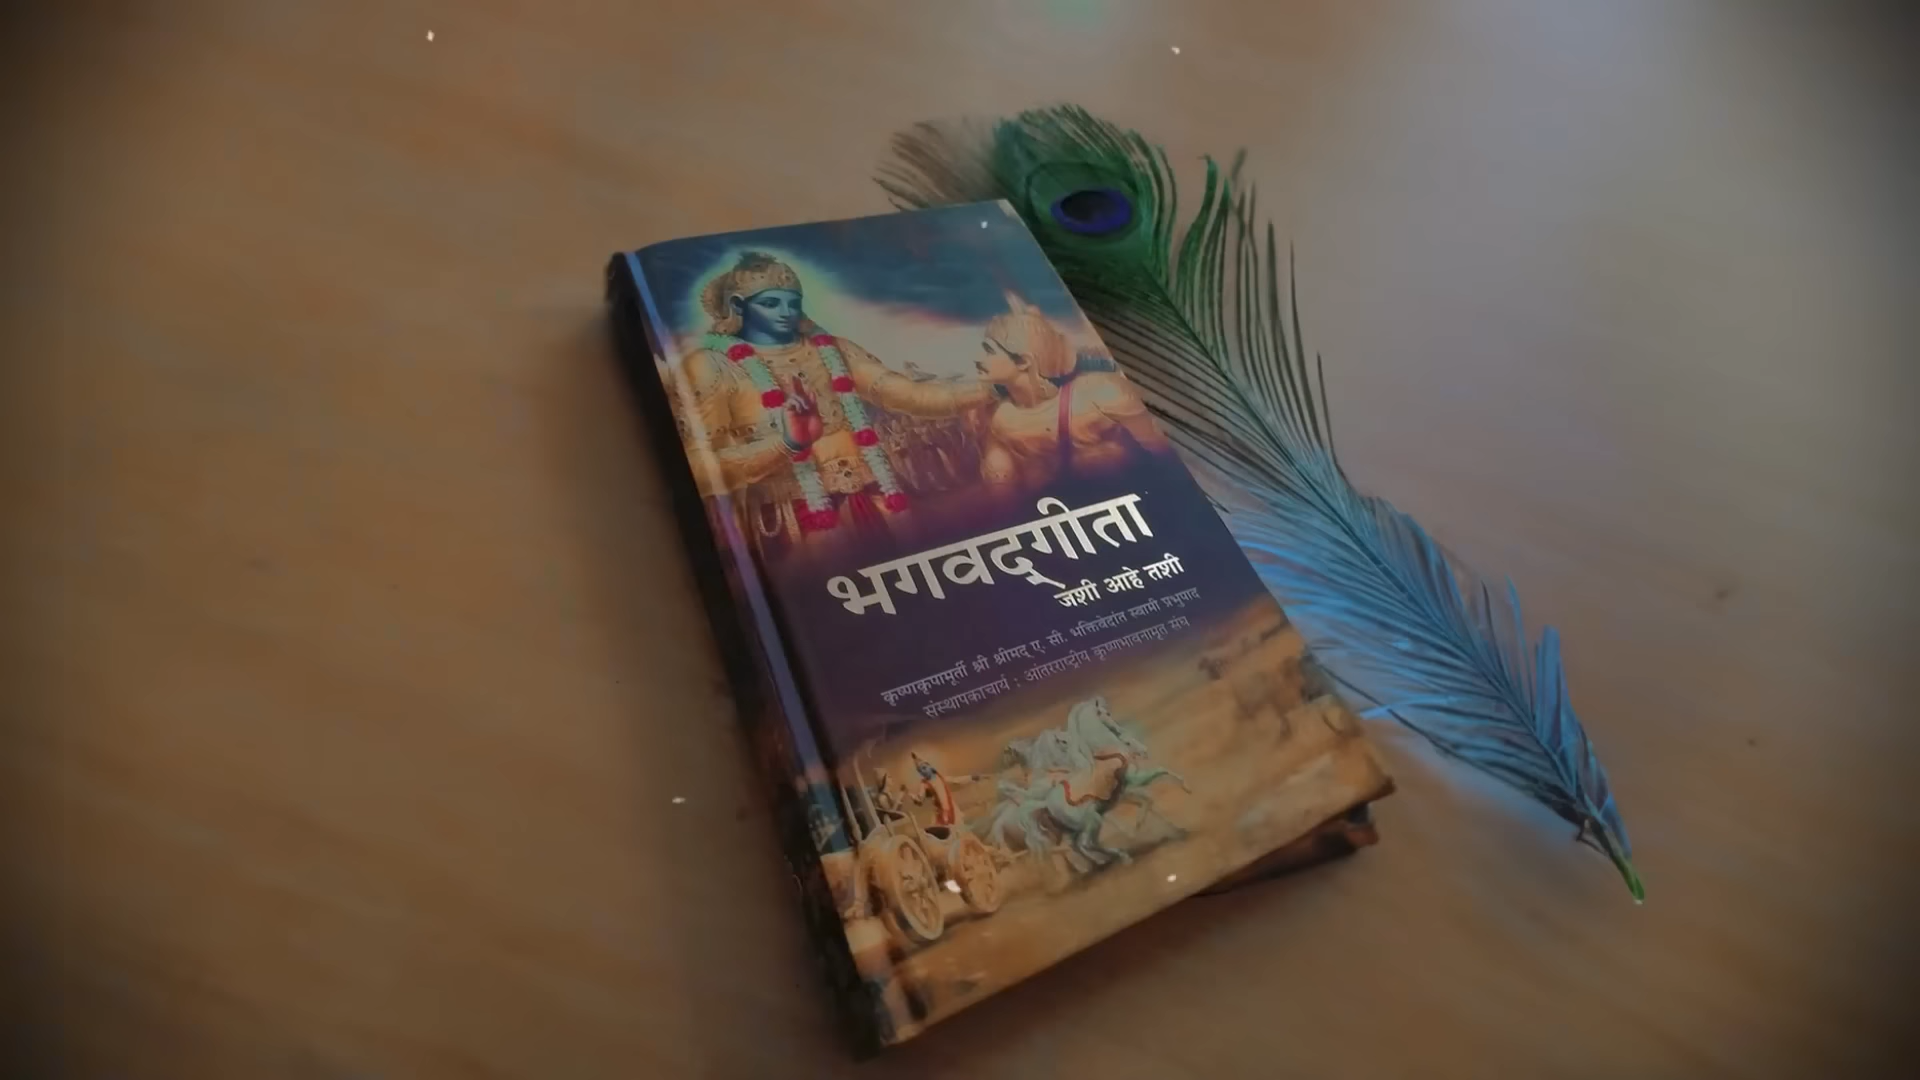 भगवद्गीता
जशी आहे तशी
कृष्णकृपामूर्ती श्री श्रीमद् ए. सी. भक्तिवेदांत स्वामी प्रभुपाद
संस्थापकाचार्य : आंतरराष्ट्रीय कृष्णभावनामृत संघ